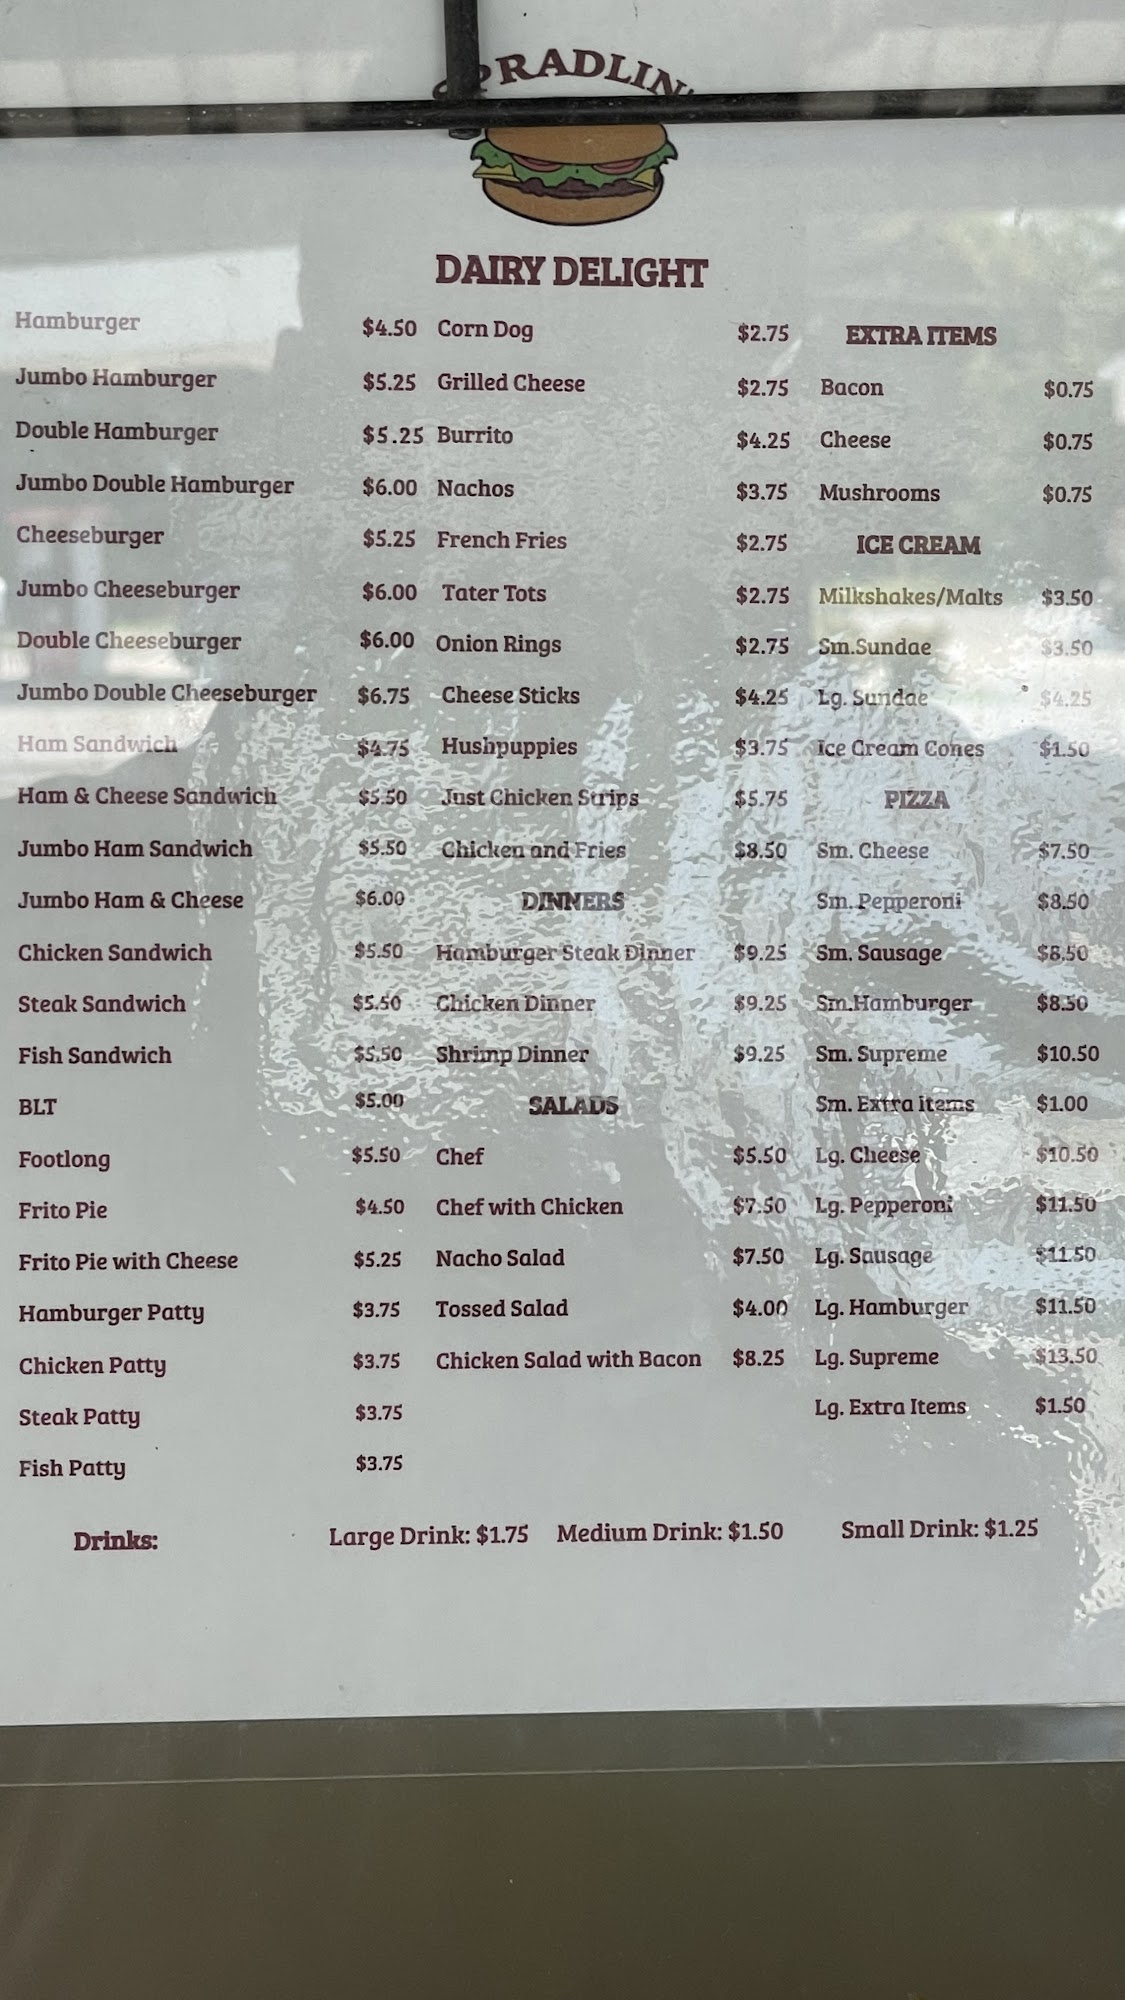 SPRADLIN'
DAIRY DELIGHT
Hamburger $4.50
Jumbo Hamburger $5.25
Double Hamburger $5.25
Jumbo Double Hamburger $6.00
Cheeseburger $5.25
Jumbo Cheeseburger $6.00
Double Cheeseburger $6.00
Jumbo Double Cheeseburger $6.75
Ham Sandwich $4.75
Ham & Cheese Sandwich $5.50
Jumbo Ham Sandwich $5.50
Jumbo Ham & Cheese $6.00
Chicken Sandwich $5.50
Steak Sandwich $5.50
Fish Sandwich $5.50
BLT $5.00
Footlong $5.50
Frito Pie $4.50
Frito Pie with Cheese $5.25
Hamburger Patty $3.75
Chicken Patty $3.75
Steak Patty $3.75
Fish Patty $3.75
Corn Dog $2.75
Grilled Cheese $2.75
Burrito $4.25
Nachos $3.75
French Fries $2.75
Tater Tots $2.75
Onion Rings $2.75
Cheese Sticks $4.25
Hushpuppies $3.75
Just Chicken Strips $5.75
Chicken and Fries $8.50
DINNERS
Hamburger Steak Dinner $9.25
Chicken Dinner $9.25
Shrimp Dinner $9.25
SALADS
Chef $5.50
Chef with Chicken $7.50
Nacho Salad $7.50
Tossed Salad $4.00
Chicken Salad with Bacon $8.25
EXTRA ITEMS
Bacon $0.75
Cheese $0.75
Mushrooms $0.75
ICE CREAM
Milkshakes/Malts $3.50
Sm.Sundae $3.50
Lg. Sundae $4.25
Ice Cream Cones $1.50
PIZZA
Sm. Cheese $7.50
Sm. Pepperoni $8.50
Sm. Sausage $8.50
Sm.Hamburger $8.50
Sm. Supreme $10.50
Sm. Extra items $1.00
Lg. Cheese $10.50
Lg. Pepperoni $11.50
Lg. Sausage $11.50
Lg. Hamburger $11.50
Lg. Supreme $13.50
Lg. Extra Items $1.50
Drinks: Large Drink: $1.75 Medium Drink: $1.50 Small Drink: $1.25